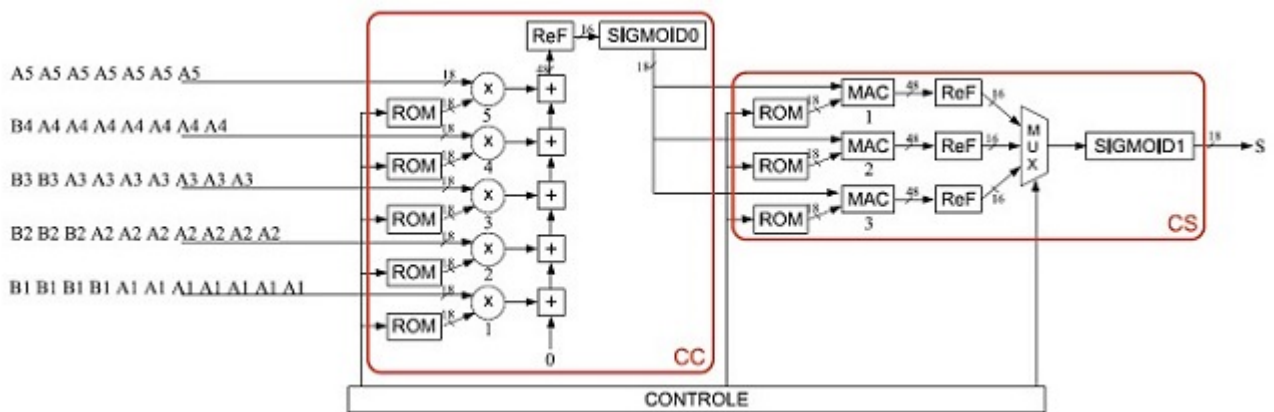 ReF 16 SIGMOID0
48 18
A5 A5 A5 A5 A5 A5 A5 18 X +
ROM 18 5
B4 A4 A4 A4 A4 A4 A4 A4 18 X +
ROM 18 4
B3 B3 A3 A3 A3 A3 A3 A3 A3 18 X +
ROM 18 3
B2 B2 B2 A2 A2 A2 A2 A2 A2 A2 18 X +
ROM 18 2
B1 B1 B1 B1 A1 A1 A1 A1 A1 A1 A1 18 X +
ROM 18 1
0
CC
MAC 48 ReF 16
ROM 18 1
MAC 48 ReF 16
ROM 18 2
MAC 48 ReF 16
ROM 18 3
MUX
SIGMOID1 18 S
CS
CONTROLE